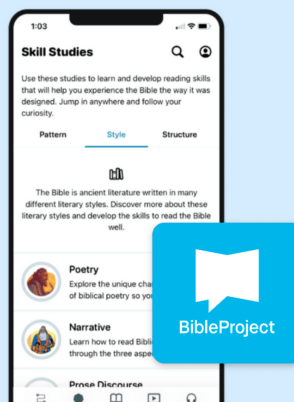 1:03
Skill Studies
Use these studies to learn and develop reading skills
that will help you experience the Bible the way it was
designed. Jump in anywhere and follow your
curiosity.
Pattern Style Structure
The Bible is ancient literature written in many
different literary styles. Discover more about these
literary styles and develop the skills to read the Bible
well.
Poetry
Explore the unique
of biblical poetry so
Narrative
Learn how to read
through the three
Prose Discourse
BibleProject